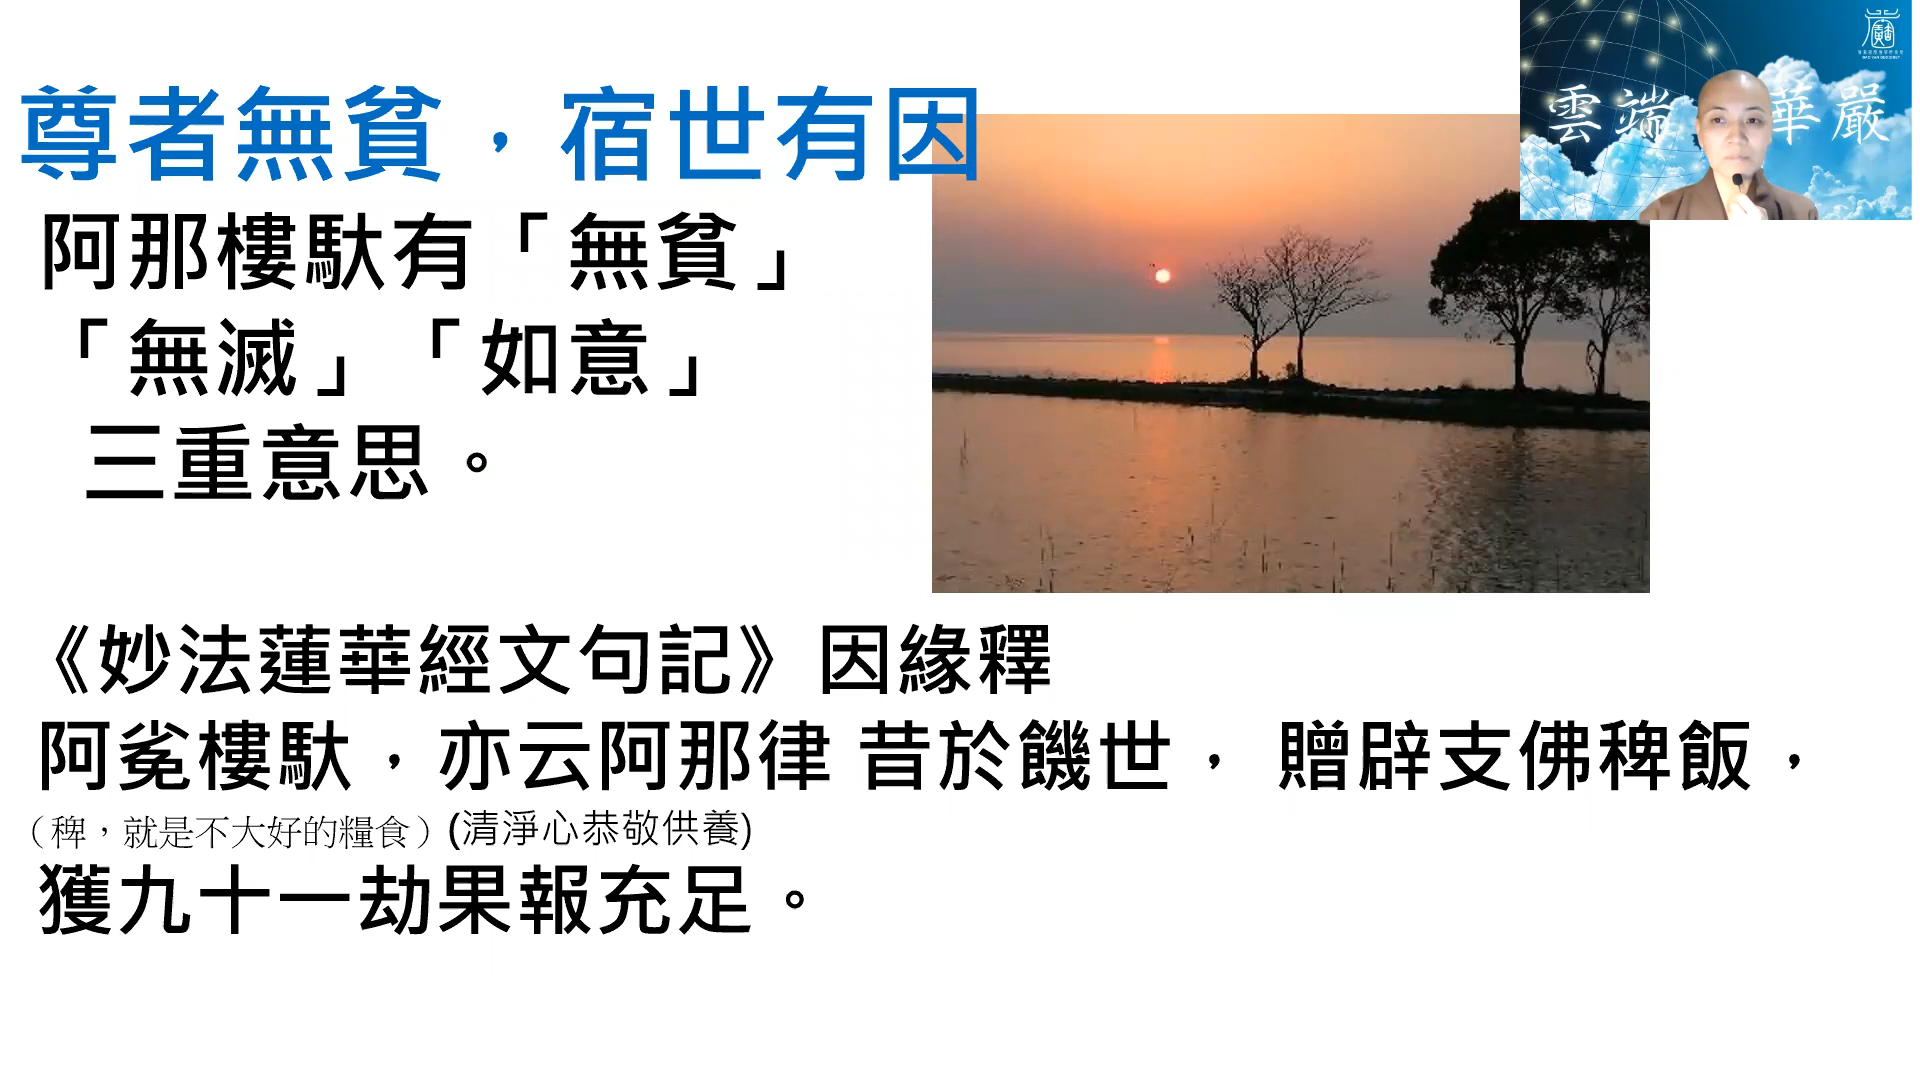 尊者無貧，宿世有因
阿那樓馱有「無貧」
「無滅」「如意」
三重意思。
《妙法蓮華經文句記》因緣釋
阿㝹樓馱，亦云阿那律 昔於饑世， 贈辟支佛稗飯，
（稗，就是不大好的糧食）(清淨心恭敬供養)
獲九十一劫果報充足。
雲端 華嚴